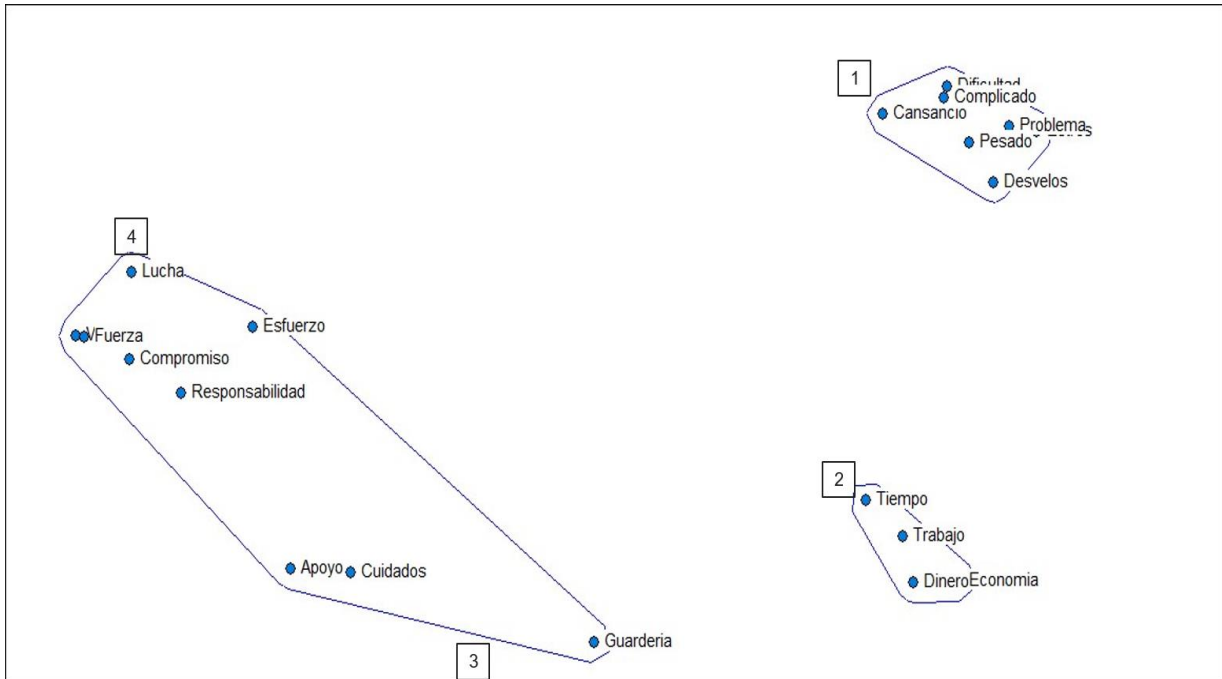 1
Dificultad
Complicado
Cansancio
Problema
Pesado
Desvelos
4
Lucha
Esfuerzo
Fuerza
Compromiso
Responsabilidad
2
Tiempo
Trabajo
Apoyo
Cuidados
Dinero
Economia
Guarderia
3